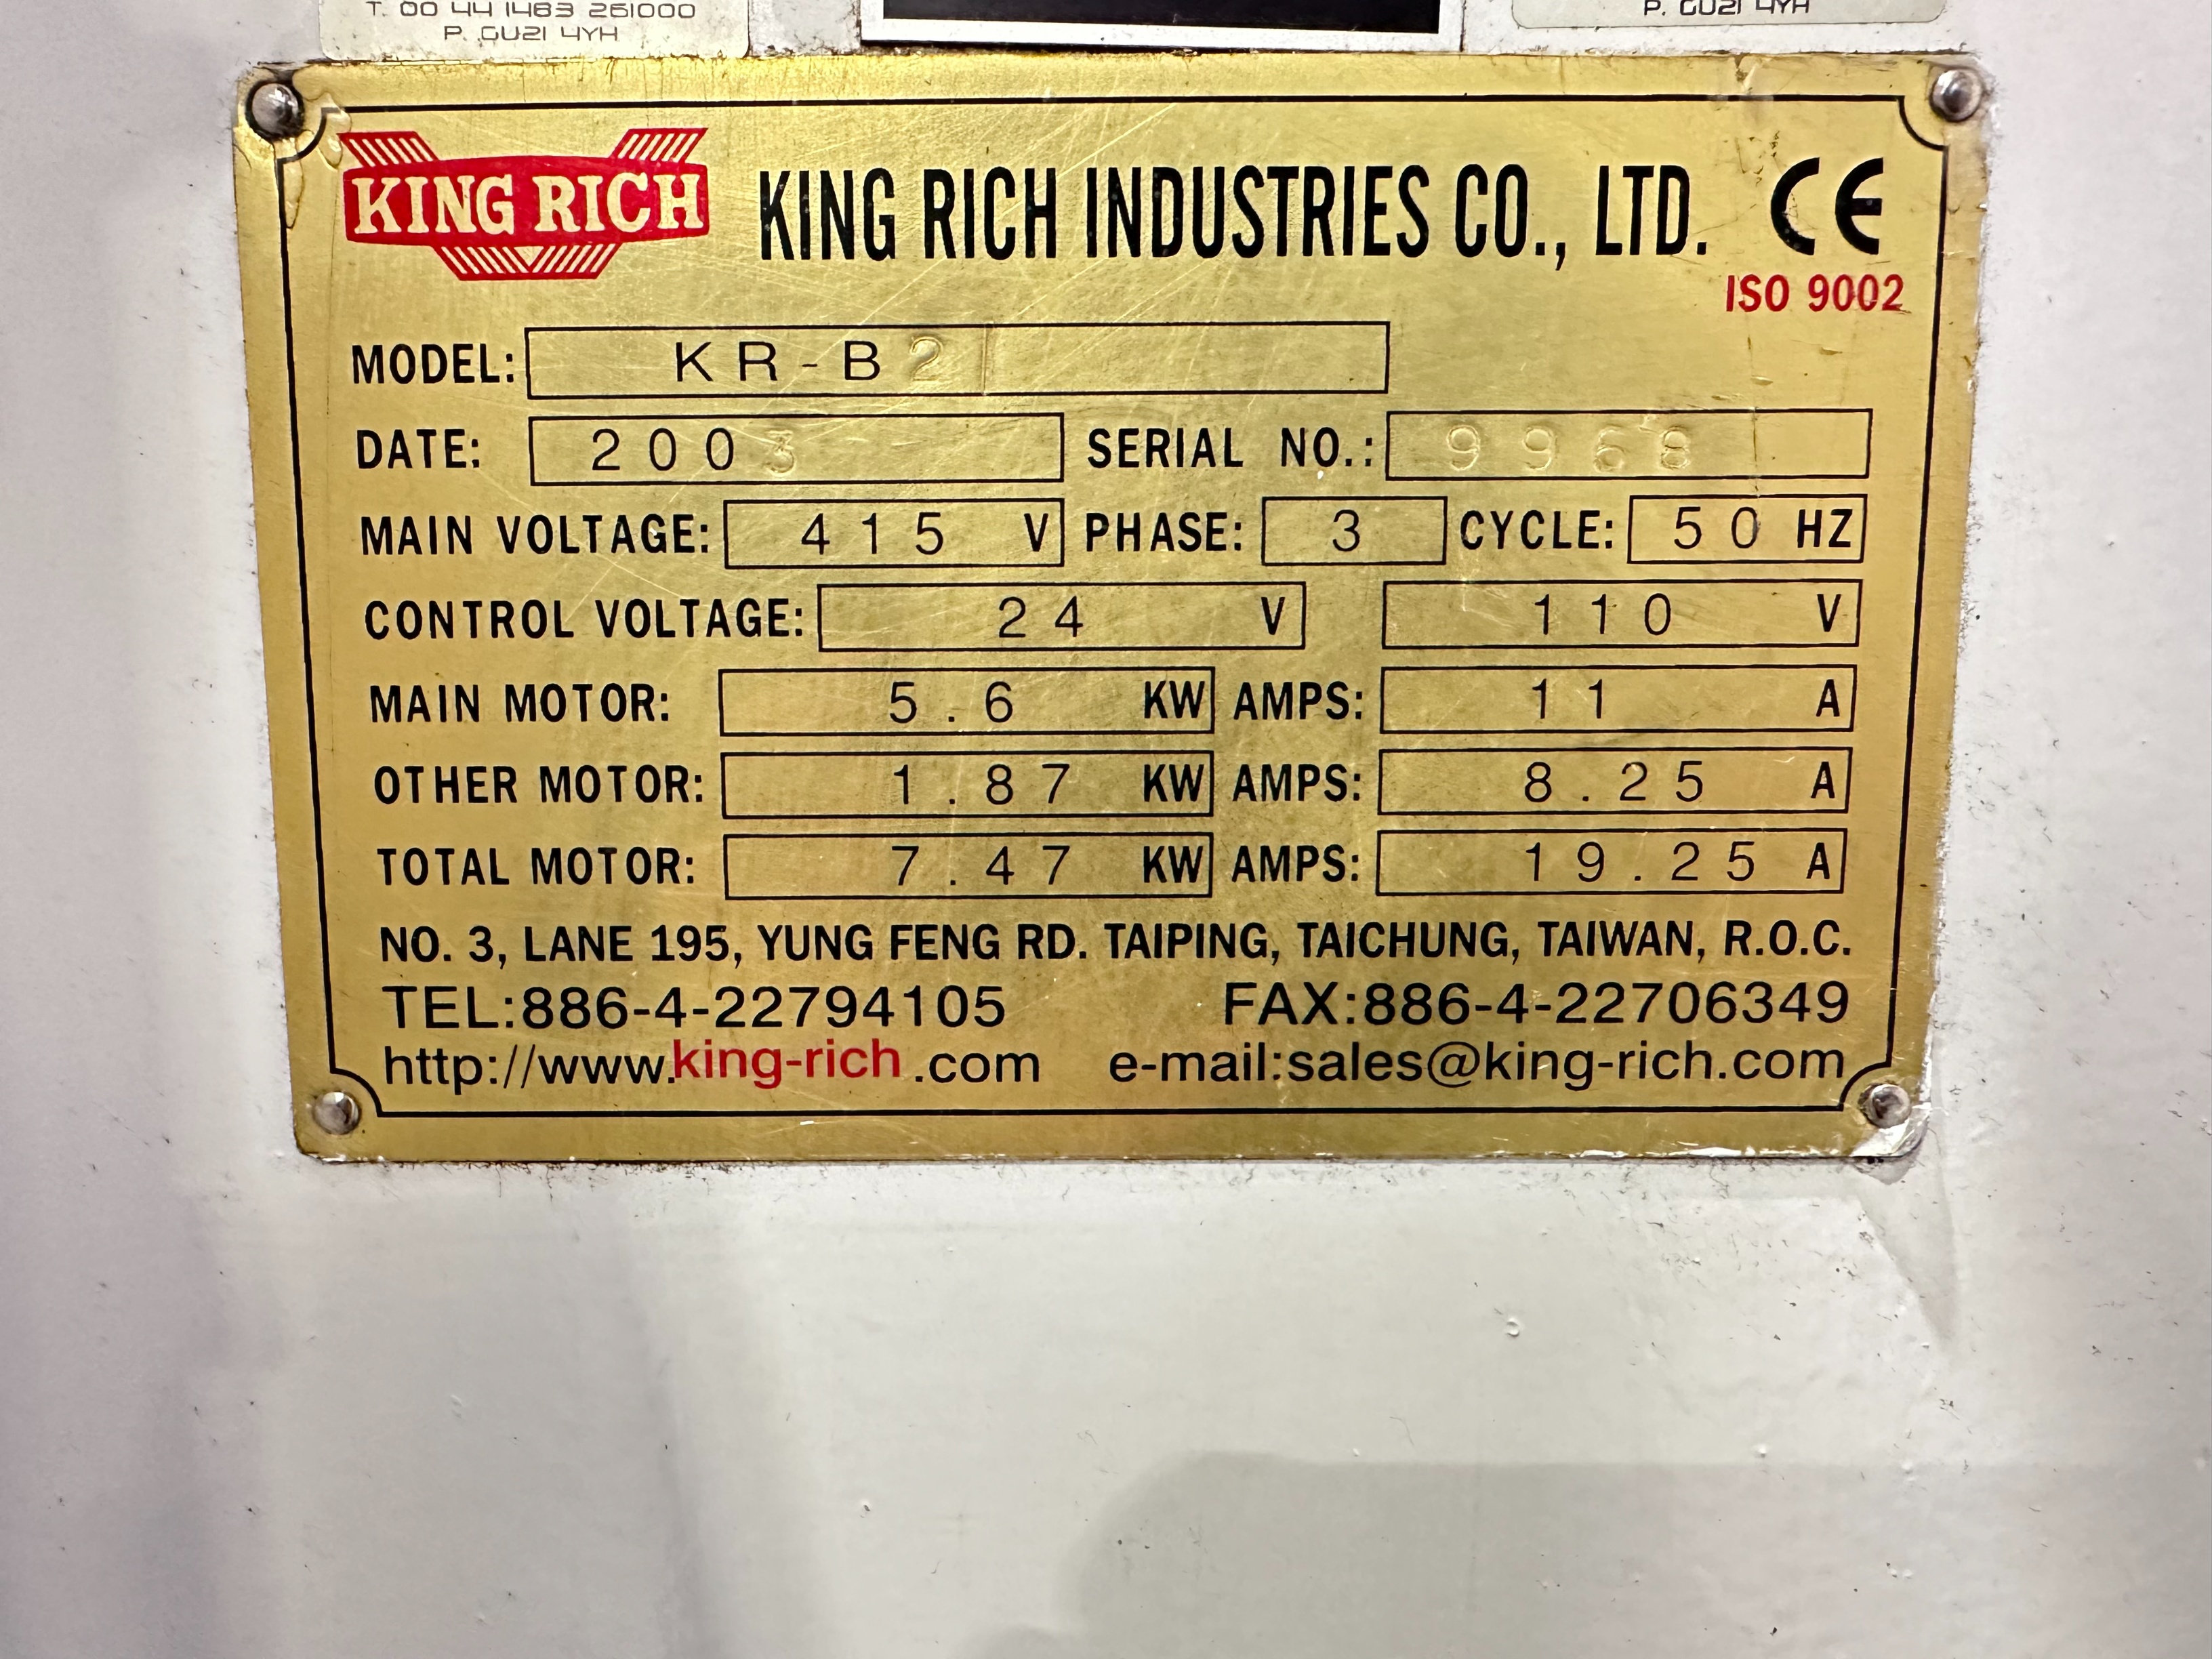 T. 00 44 1483 261000
P. GU21 4YH
P. GU21 4YH
KING RICH
KING RICH INDUSTRIES CO., LTD. CE
ISO 9002
MODEL: KR-B2
DATE: 2003 SERIAL NO.: 9968
MAIN VOLTAGE: 415 V PHASE: 3 CYCLE: 50 HZ
CONTROL VOLTAGE: 24 V 110 V
MAIN MOTOR: 5.6 KW AMPS: 11 A
OTHER MOTOR: 1.87 KW AMPS: 8.25 A
TOTAL MOTOR: 7.47 KW AMPS: 19.25 A
NO. 3, LANE 195, YUNG FENG RD. TAIPING, TAICHUNG, TAIWAN, R.O.C.
TEL:886-4-22794105 FAX:886-4-22706349
http://www.king-rich.com e-mail:sales@king-rich.com